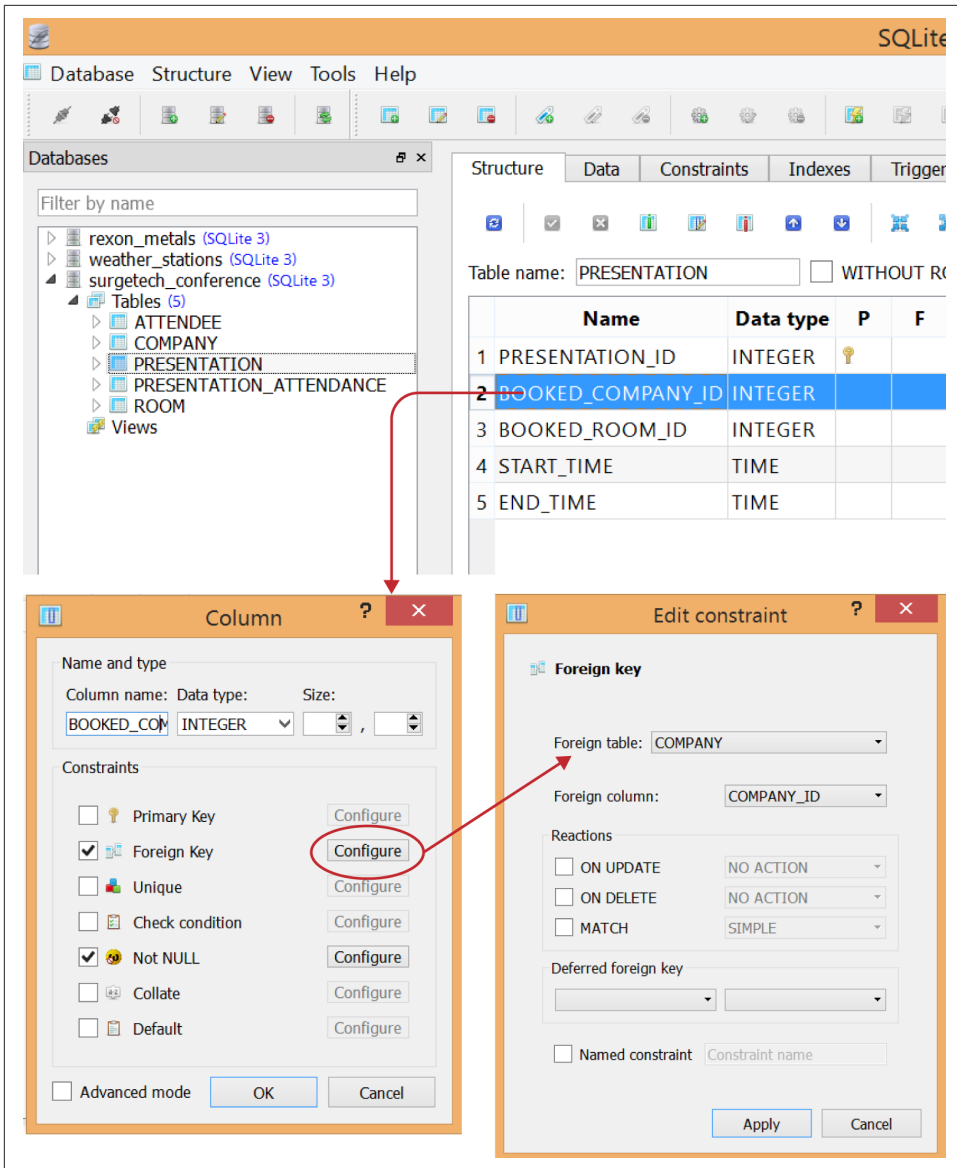 SQLite
Database Structure View Tools Help
Databases
Filter by name
rexon_metals (SQLite 3)
weather_stations (SQLite 3)
surgetech_conference (SQLite 3)
Tables (5)
ATTENDEE
COMPANY
PRESENTATION
PRESENTATION_ATTENDANCE
ROOM
Views
Structure Data Constraints Indexes Trigger
Table name: PRESENTATION WITHOUT RO
Name Data type P F
1 PRESENTATION_ID INTEGER
2 BOOKED_COMPANY_ID INTEGER
3 BOOKED_ROOM_ID INTEGER
4 START_TIME TIME
5 END_TIME TIME
Column ? ×
Name and type
Column name: Data type: Size:
BOOKED_COM INTEGER ,
Constraints
Primary Key Configure
Foreign Key Configure
Unique Configure
Check condition Configure
Not NULL Configure
Collate Configure
Default Configure
Advanced mode OK Cancel
Edit constraint ? ×
Foreign key
Foreign table: COMPANY
Foreign column: COMPANY_ID
Reactions
ON UPDATE NO ACTION
ON DELETE NO ACTION
MATCH SIMPLE
Deferred foreign key
Named constraint Constraint name
Apply Cancel